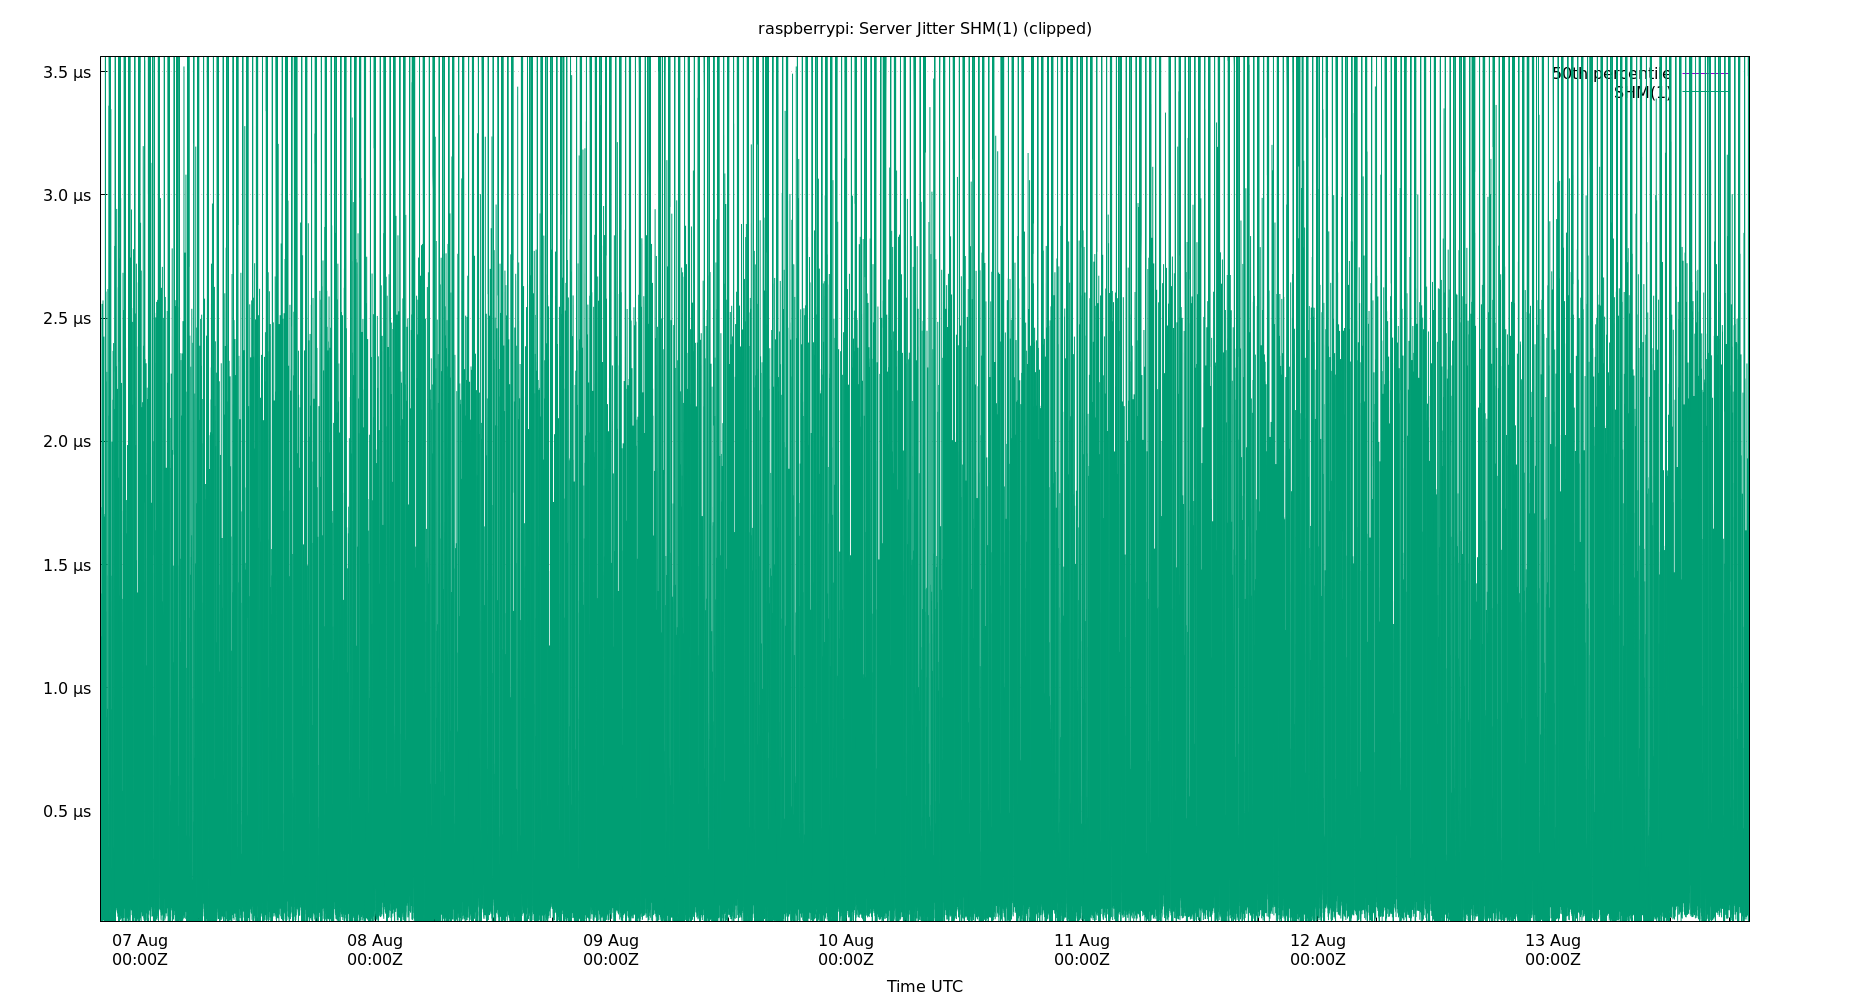 raspberrypi: Server Jitter SHM(1) (clipped)
50th percentile
SHM(1)
3.5 µs
3.0 µs
2.5 µs
2.0 µs
1.5 µs
1.0 µs
0.5 µs
07 Aug
00:00Z
08 Aug
00:00Z
09 Aug
00:00Z
10 Aug
00:00Z
11 Aug
00:00Z
12 Aug
00:00Z
13 Aug
00:00Z
Time UTC